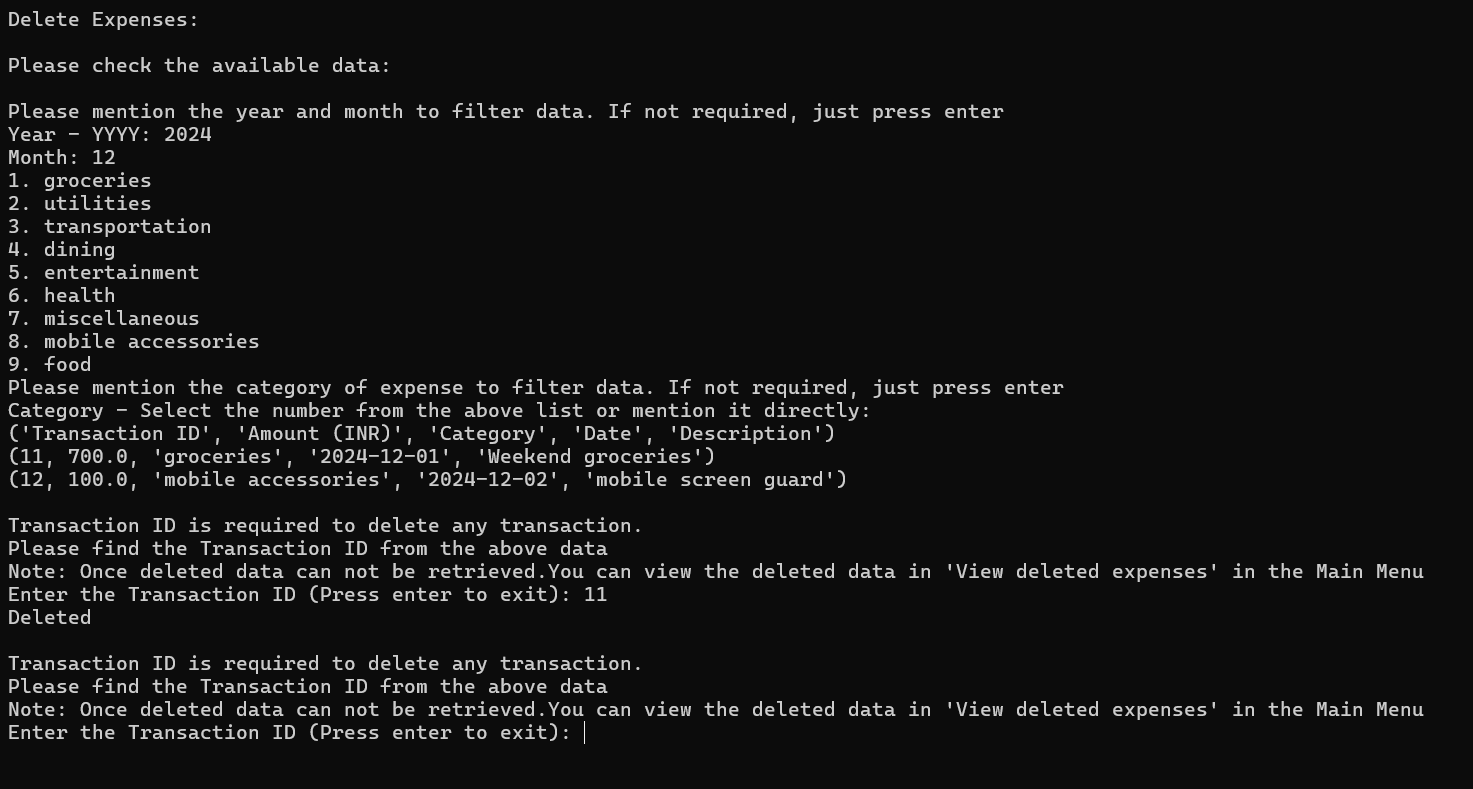 Delete Expenses:
Please check the available data:
Please mention the year and month to filter data. If not required, just press enter
Year - YYYY: 2024
Month: 12
1. groceries
2. utilities
3. transportation
4. dining
5. entertainment
6. health
7. miscellaneous
8. mobile accessories
9. food
Please mention the category of expense to filter data. If not required, just press enter
Category - Select the number from the above list or mention it directly:
('Transaction ID', 'Amount (INR)', 'Category', 'Date', 'Description')
(11, 700.0, 'groceries', '2024-12-01', 'Weekend groceries')
(12, 100.0, 'mobile accessories', '2024-12-02', 'mobile screen guard')
Transaction ID is required to delete any transaction.
Please find the Transaction ID from the above data
Note: Once deleted data can not be retrieved.You can view the deleted data in 'View deleted expenses' in the Main Menu
Enter the Transaction ID (Press enter to exit): 11
Deleted
Transaction ID is required to delete any transaction.
Please find the Transaction ID from the above data
Note: Once deleted data can not be retrieved.You can view the deleted data in 'View deleted expenses' in the Main Menu
Enter the Transaction ID (Press enter to exit):